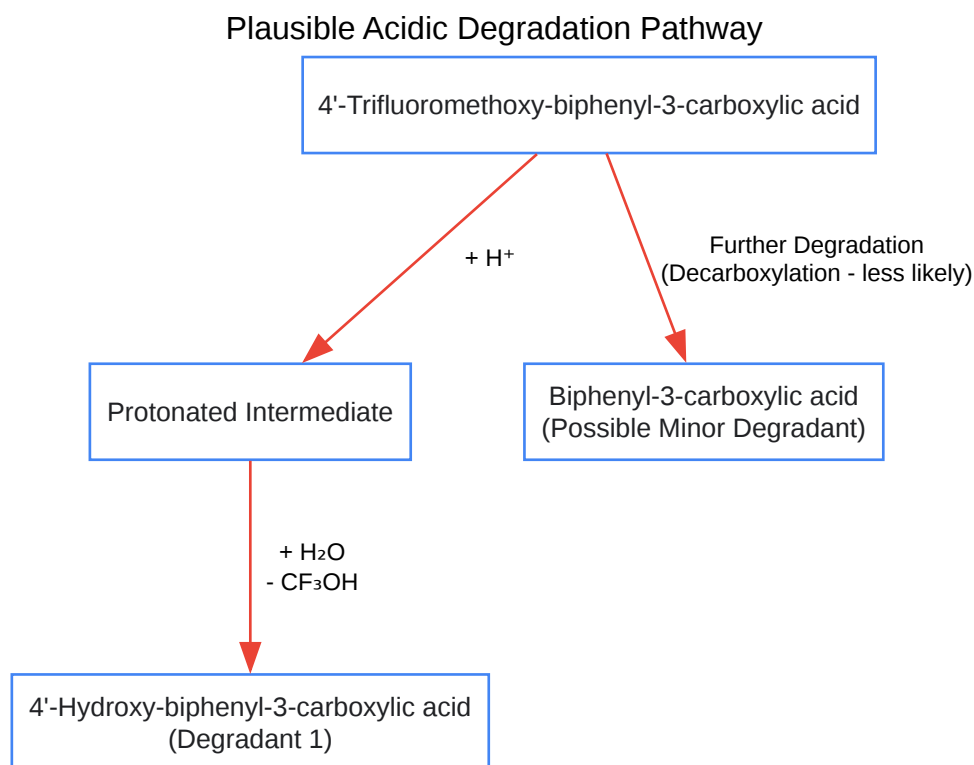 Plausible Acidic Degradation Pathway
4'-Trifluoromethoxy-biphenyl-3-carboxylic acid
+ H⁺
Further Degradation
(Decarboxylation - less likely)
Protonated Intermediate
Biphenyl-3-carboxylic acid
(Possible Minor Degradant)
+ H₂O
- CF₃OH
4'-Hydroxy-biphenyl-3-carboxylic acid
(Degradant 1)